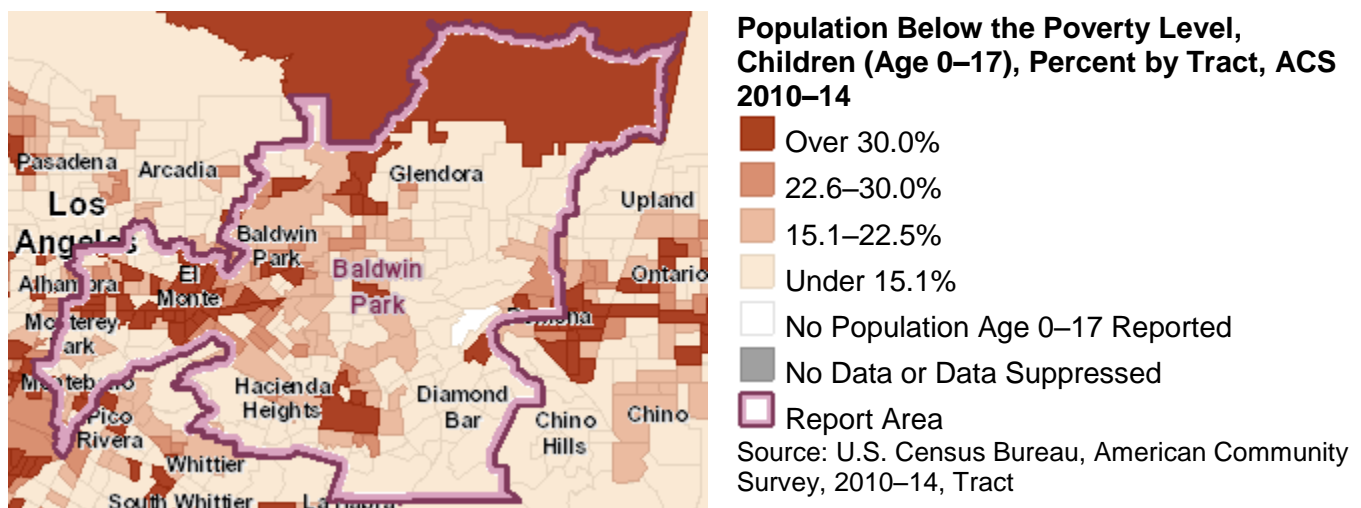 Pasadena
Arcadia
Glendora
Los
Angeles
Upland
Baldwin
Park
Baldwin
Park
Ontario
Alhambra
El
Monte
Monterey
Park
Pomona
Montebello
Hacienda
Heights
Diamond
Bar
Chino
Hills
Chino
Pico
Rivera
Whittier
South Whittier
La Habra
Population Below the Poverty Level,
Children (Age 0–17), Percent by Tract, ACS
2010–14
Over 30.0%
22.6–30.0%
15.1–22.5%
Under 15.1%
No Population Age 0–17 Reported
No Data or Data Suppressed
Report Area
Source: U.S. Census Bureau, American Community
Survey, 2010–14, Tract